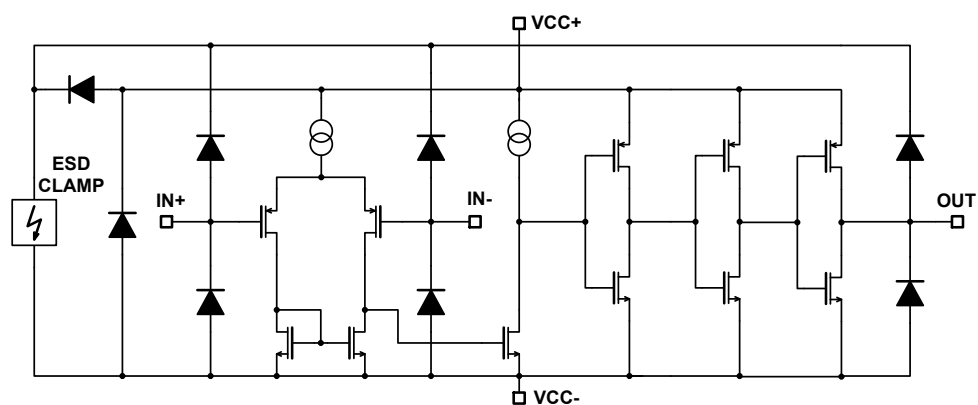 VCC+
ESD
CLAMP
IN+
IN-
OUT
VCC-